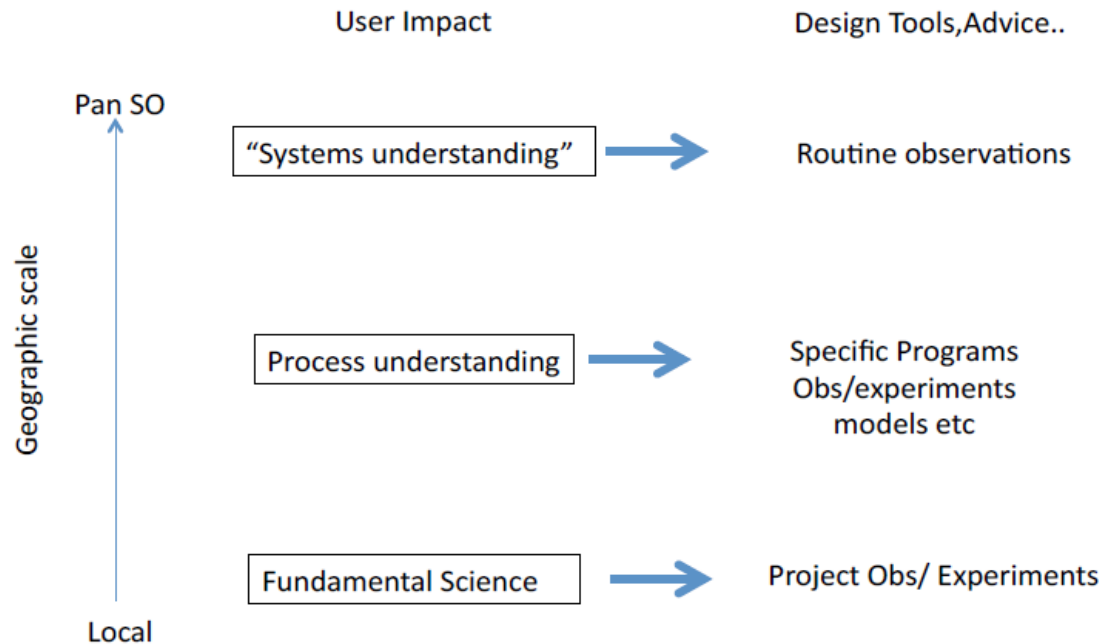 User Impact
Design Tools,Advice..
Pan SO
“Systems understanding”
Routine observations
Geographic scale
Process understanding
Specific Programs
Obs/experiments
models etc
Fundamental Science
Project Obs/ Experiments
Local